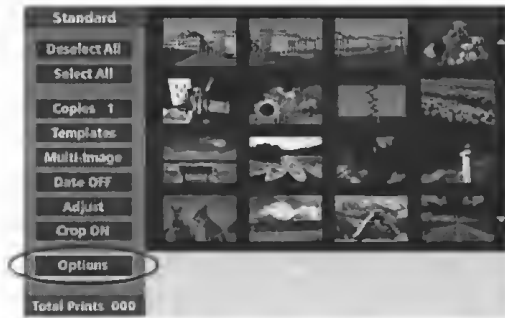 Standard
Deselect All
Select All
Copies 1
Templates
Multi-Image
Date OFF
Adjust
Crop ON
Options
Total Prints 000